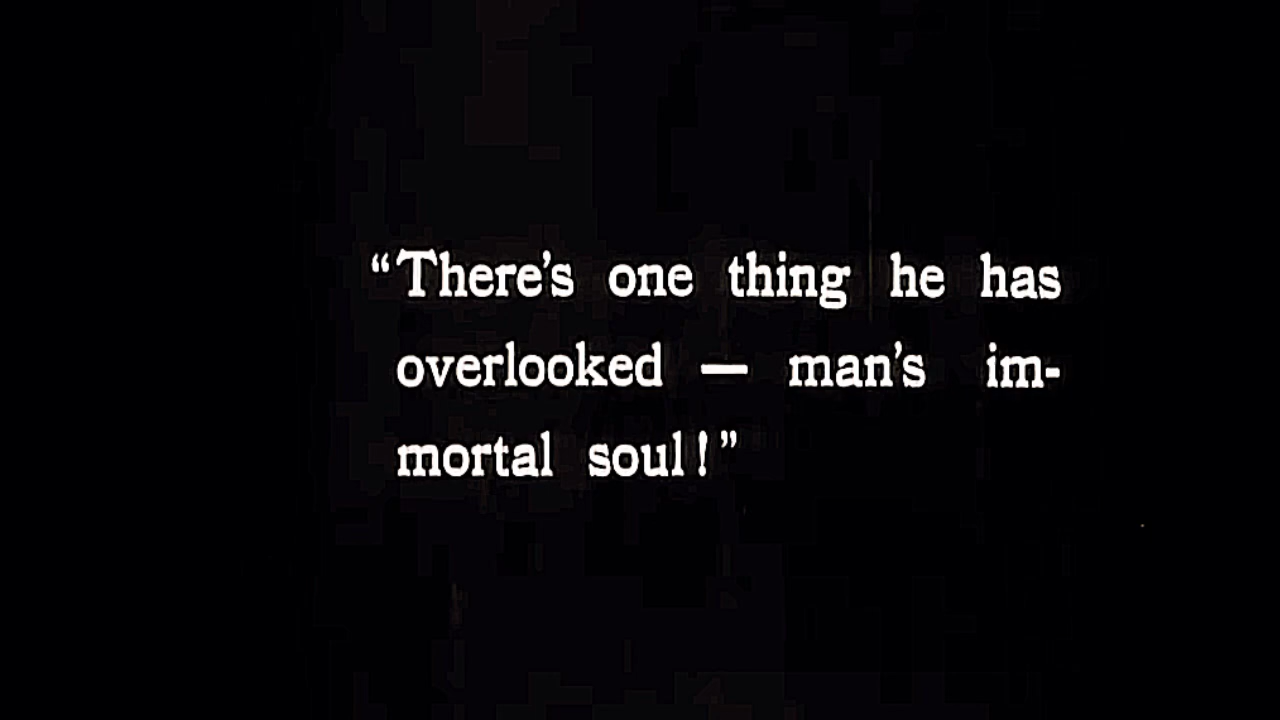 “There’s one thing he has
overlooked — man’s im-
mortal soul!”